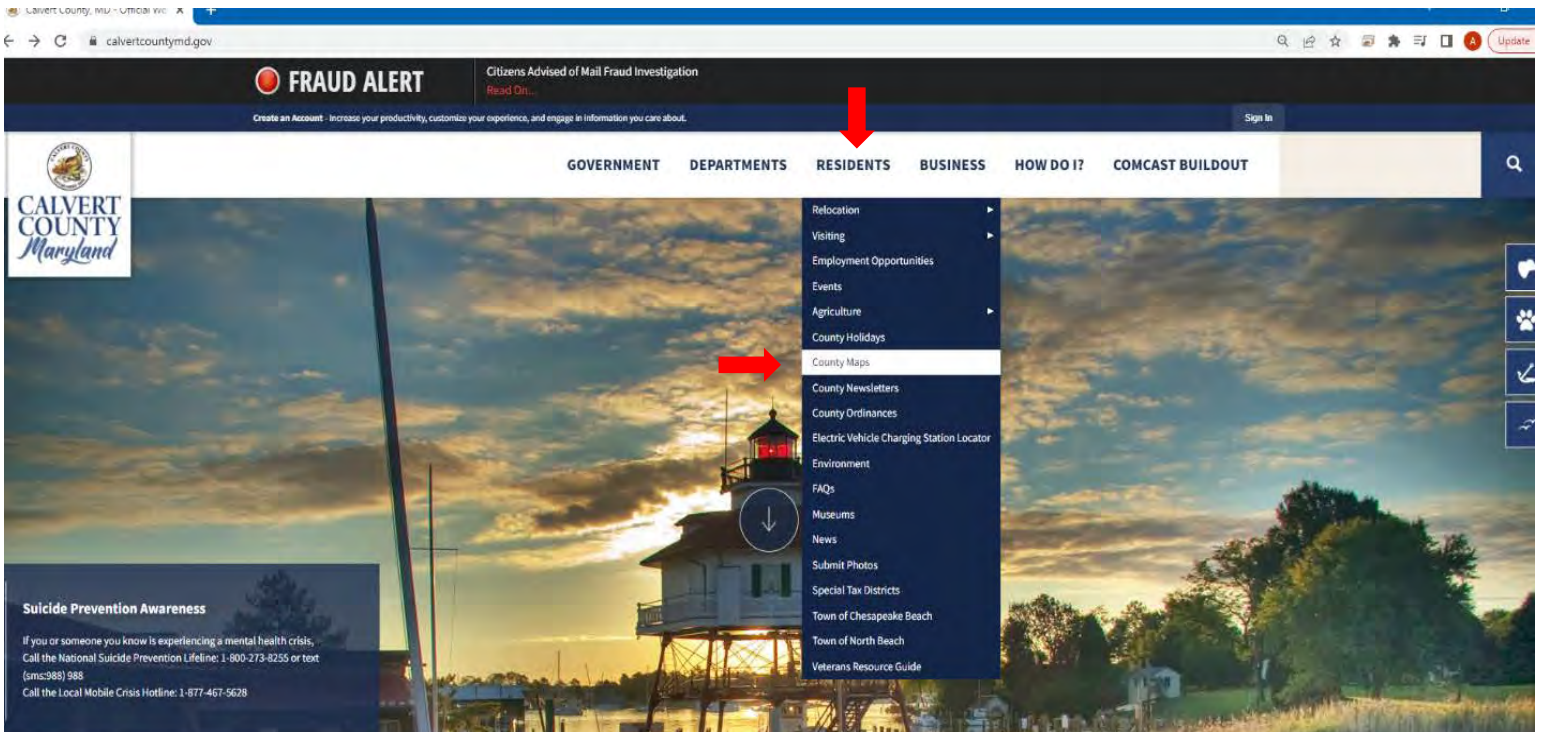 Calvert County, MD - Official We X +
calvertcountymd.gov
A
Update
FRAUD ALERT
Citizens Advised of Mail Fraud Investigation
Read On...
Create an Account - Increase your productivity, customize your experience, and engage in information you care about.
Sign In
CALVERT
COUNTY
Maryland
GOVERNMENT DEPARTMENTS RESIDENTS BUSINESS HOW DO I? COMCAST BUILDOUT
Relocation
Visiting
Employment Opportunities
Events
Agriculture
County Holidays
County Maps
County Newsletters
County Ordinances
Electric Vehicle Charging Station Locator
Environment
FAQs
Museums
News
Submit Photos
Special Tax Districts
Town of Chesapeake Beach
Town of North Beach
Veterans Resource Guide
Suicide Prevention Awareness
If you or someone you know is experiencing a mental health crisis,
Call the National Suicide Prevention Lifeline: 1-800-273-8255 or text
(sms:988) 988
Call the Local Mobile Crisis Hotline: 1-877-467-5628